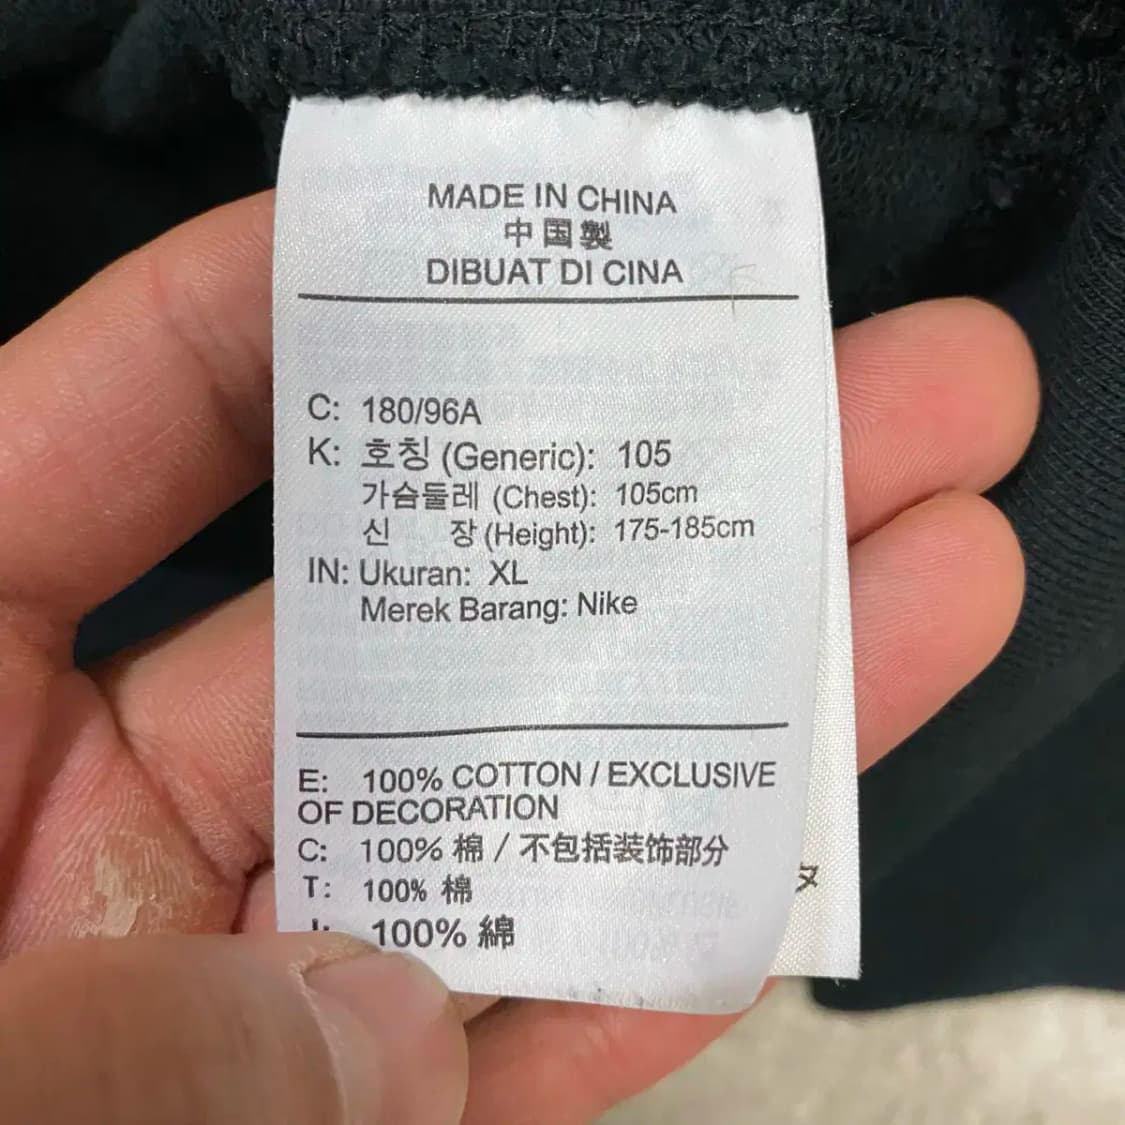 MADE IN CHINA
中国製
DIBUAT DI CINA
C: 180/96A
K: 호칭 (Generic): 105
가슴둘레 (Chest): 105cm
신 장 (Height): 175-185cm
IN: Ukuran: XL
Merek Barang: Nike
E: 100% COTTON / EXCLUSIVE
OF DECORATION
C: 100% 棉 / 不包括装饰部分
T: 100% 棉
100% 綿
タ